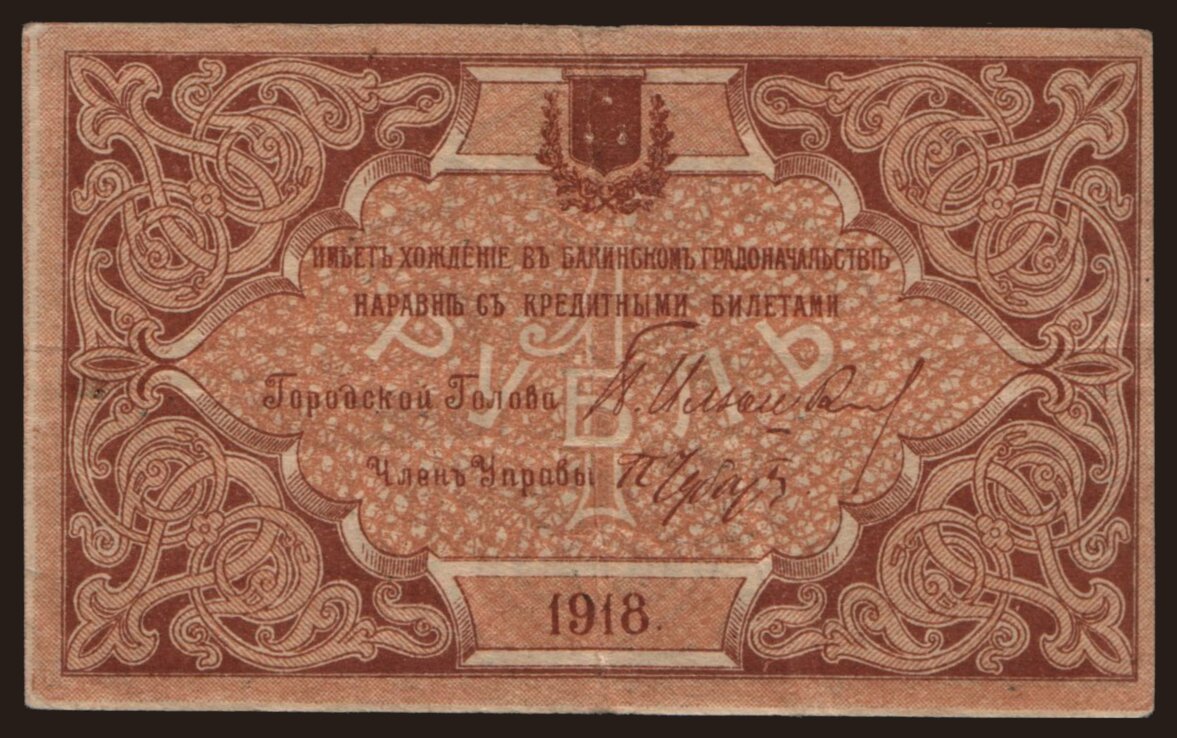 ИМѢЕТЪ ХОЖДЕНІЕ ВЪ БАКИНСКОМЪ ГРАДОНАЧАЛЬСТВѢ
НАРАВНѢ СЪ КРЕДИТНЫМИ БИЛЕТАМИ
1
РУБЛЬ
Городской Голова
Членъ Управы
1918.